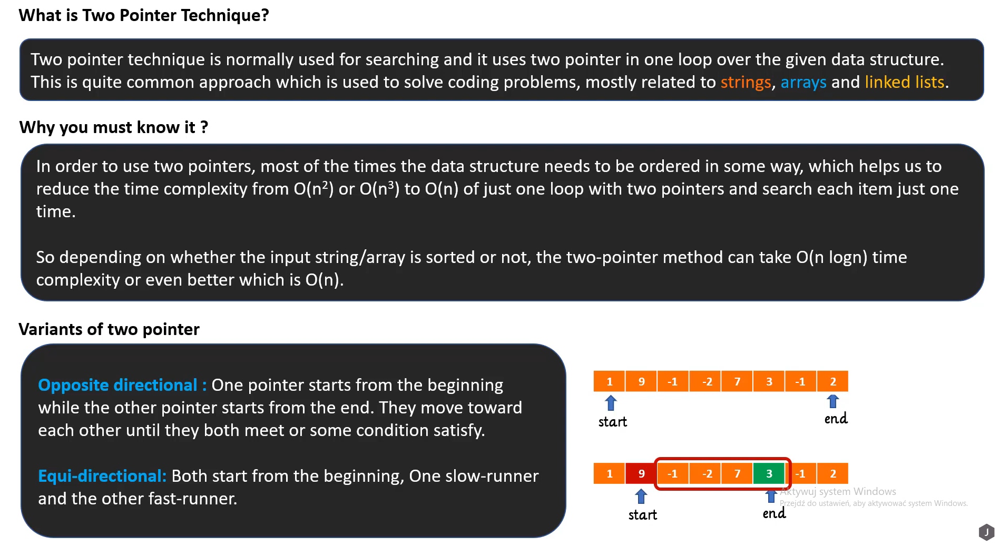 What is Two Pointer Technique?
Two pointer technique is normally used for searching and it uses two pointer in one loop over the given data structure.
This is quite common approach which is used to solve coding problems, mostly related to strings, arrays and linked lists.
Why you must know it ?
In order to use two pointers, most of the times the data structure needs to be ordered in some way, which helps us to
reduce the time complexity from O(n²) or O(n³) to O(n) of just one loop with two pointers and search each item just one
time.
So depending on whether the input string/array is sorted or not, the two-pointer method can take O(n logn) time
complexity or even better which is O(n).
Variants of two pointer
Opposite directional : One pointer starts from the beginning
while the other pointer starts from the end. They move toward
each other until they both meet or some condition satisfy.
Equi-directional: Both start from the beginning, One slow-runner
and the other fast-runner.
1 9 -1 -2 7 3 -1 2
start end
1 9 -1 -2 7 3 -1 2
start end
Aktywuj system Windows
Przejdź do ustawień, aby aktywować system Windows.
J